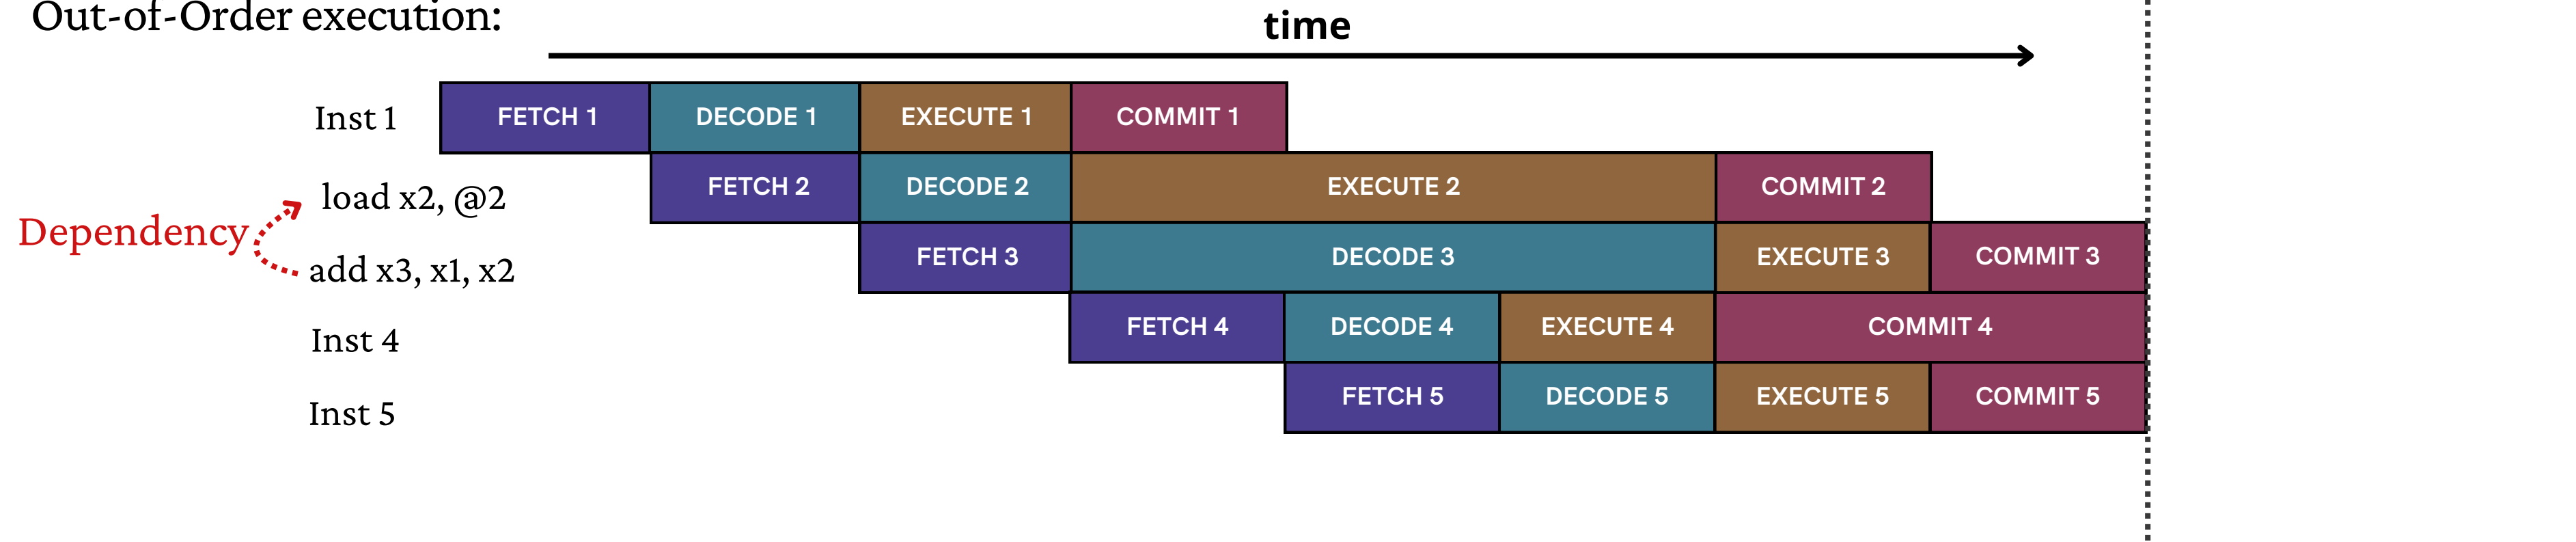 Out-of-Order execution:
time
Inst 1
FETCH 1
DECODE 1
EXECUTE 1
COMMIT 1
load x2, @2
FETCH 2
DECODE 2
EXECUTE 2
COMMIT 2
Dependency
add x3, x1, x2
FETCH 3
DECODE 3
EXECUTE 3
COMMIT 3
Inst 4
FETCH 4
DECODE 4
EXECUTE 4
COMMIT 4
Inst 5
FETCH 5
DECODE 5
EXECUTE 5
COMMIT 5